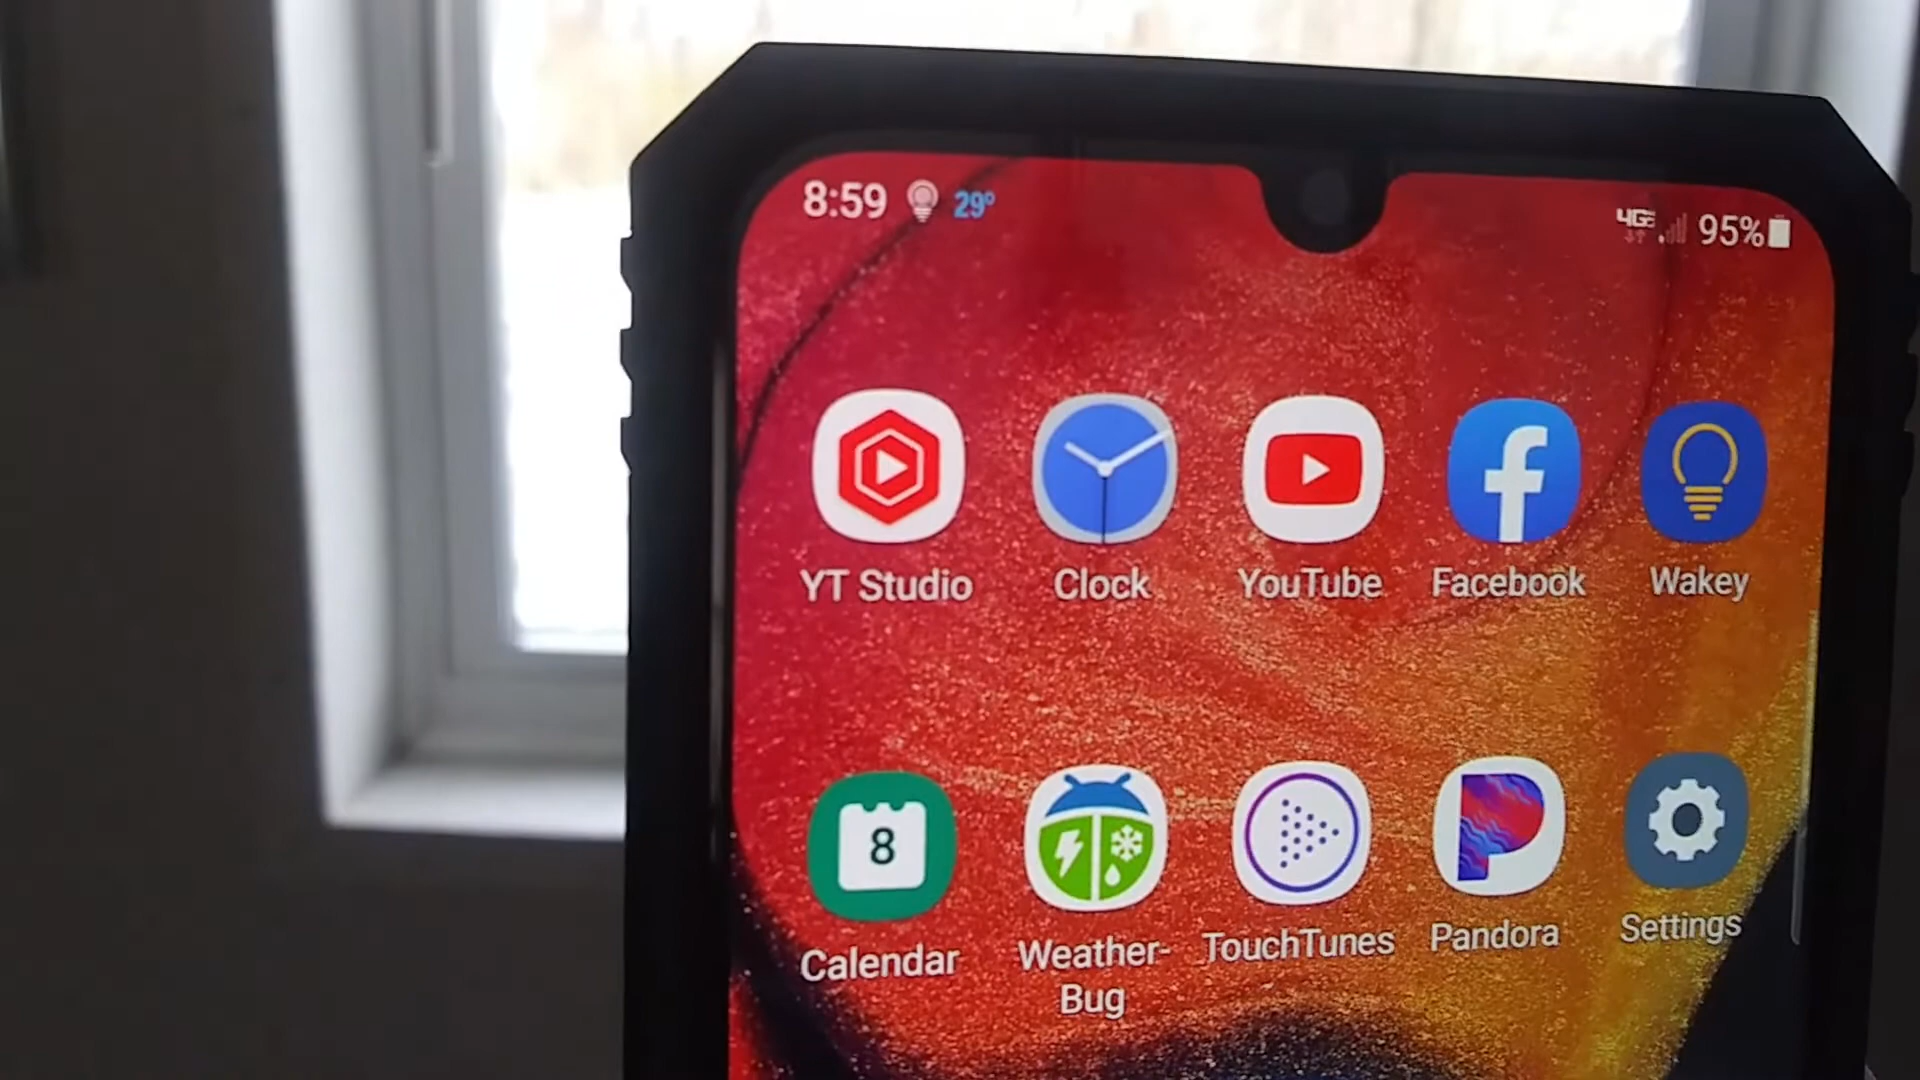 8:59 29° 4G 95%
YT Studio Clock YouTube Facebook Wakey
8
Calendar Weather- TouchTunes Pandora Settings
Bug